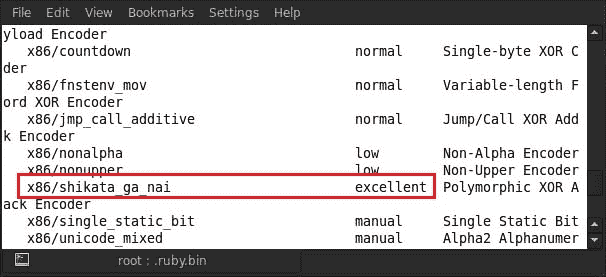 File Edit View Bookmarks Settings Help
yload Encoder
x86/countdown normal Single-byte XOR C
der
x86/fnstenv_mov normal Variable-length F
ord XOR Encoder
x86/jmp_call_additive normal Jump/Call XOR Add
k Encoder
x86/nonalpha low Non-Alpha Encoder
x86/nonupper low Non-Upper Encoder
x86/shikata_ga_nai excellent Polymorphic XOR A
ack Encoder
x86/single_static_bit manual Single Static Bit
x86/unicode_mixed manual Alpha2 Alphanumer
root : .ruby.bin